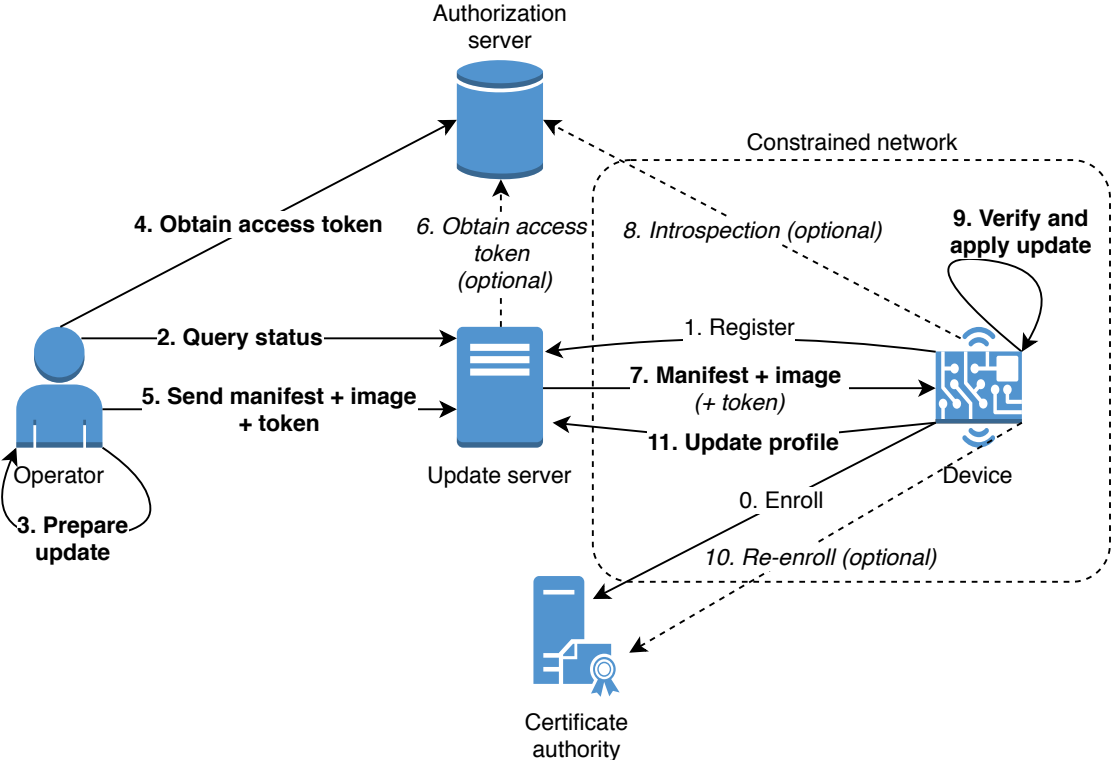 Authorization
server
Constrained network
4. Obtain access token
6. Obtain access
token
(optional)
8. Introspection (optional)
9. Verify and
apply update
2. Query status
1. Register
5. Send manifest + image
+ token
7. Manifest + image
(+ token)
11. Update profile
Operator
Update server
Device
3. Prepare
update
0. Enroll
10. Re-enroll (optional)
Certificate
authority